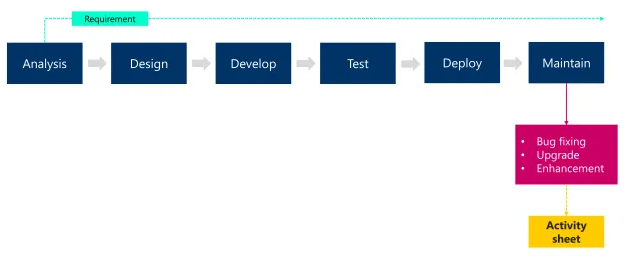 Requirement
Analysis
Design
Develop
Test
Deploy
Maintain
• Bug fixing
• Upgrade
• Enhancement
Activity
sheet